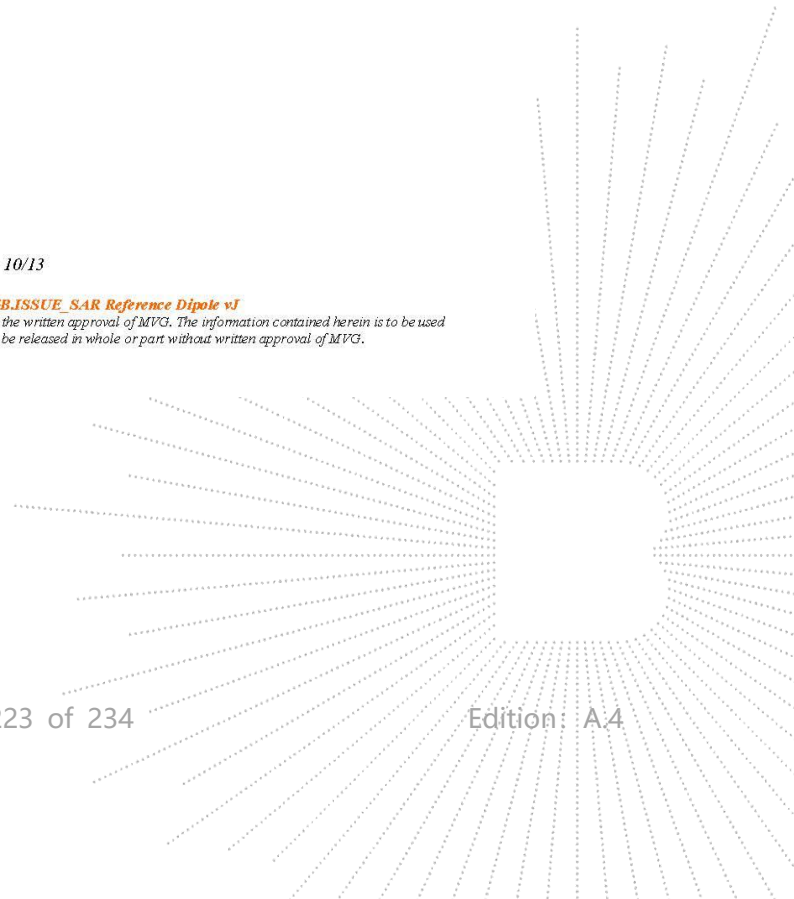 10/13
B.ISSUE_SAR Reference Dipole vJ
the written approval of MVG. The information contained herein is to be used
be released in whole or part without written approval of MVG.
223 of 234 Edition: A.4